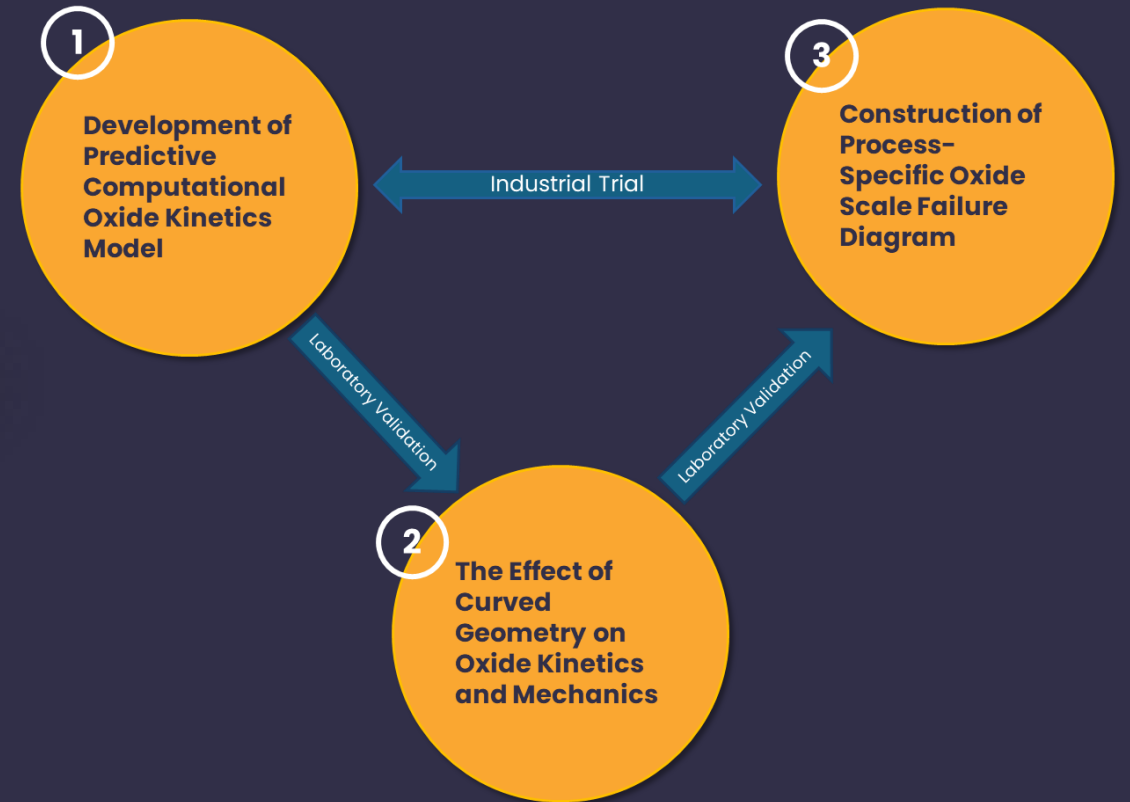 1
Development of
Predictive
Computational
Oxide Kinetics
Model
Industrial Trial
3
Construction of
Process-
Specific Oxide
Scale Failure
Diagram
Laboratory Validation
Laboratory Validation
2
The Effect of
Curved
Geometry on
Oxide Kinetics
and Mechanics